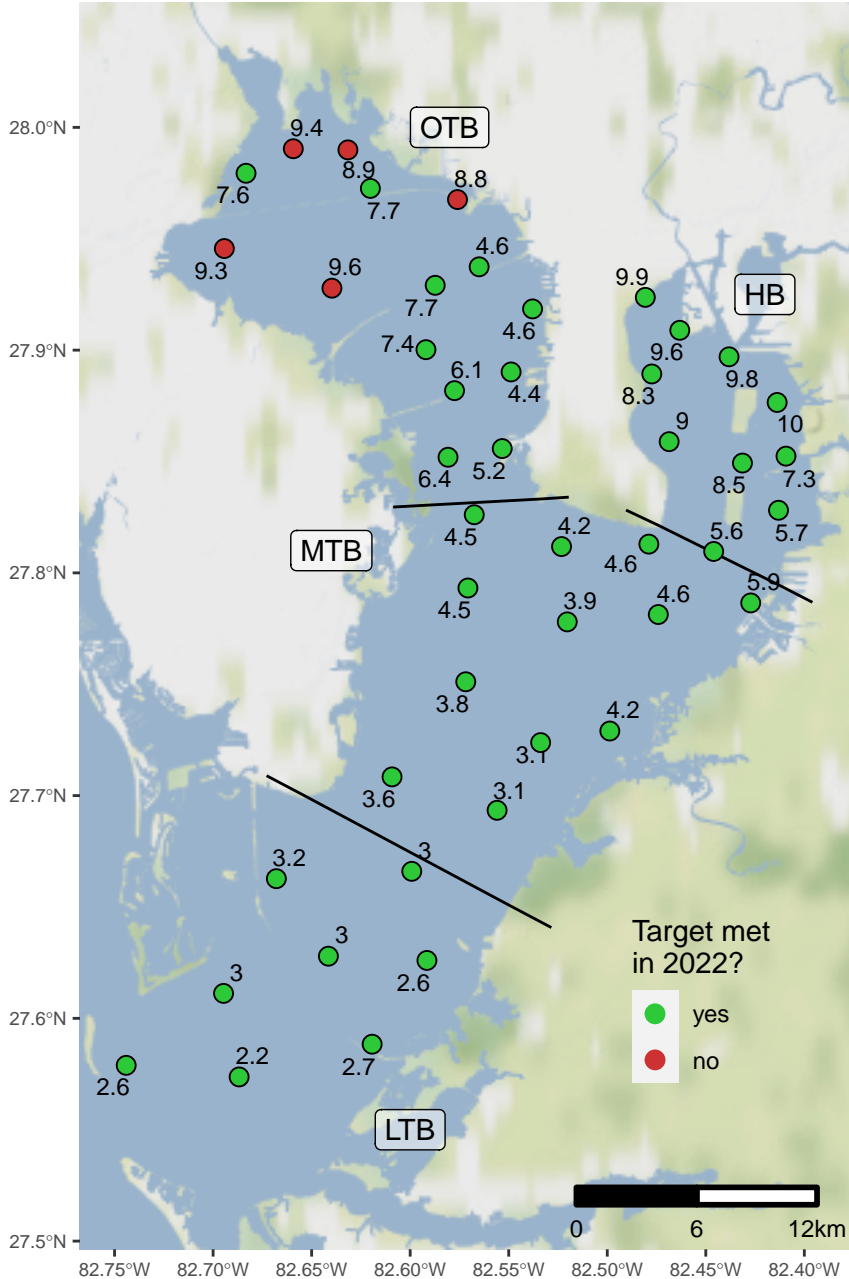 28.0°N
27.9°N
27.8°N
27.7°N
27.6°N
27.5°N
OTB
9.4
8.9
7.6
7.7
8.8
9.3
9.6
4.6
7.7
4.6
7.4
6.1
4.4
6.4
5.2
HB
9.9
9.6
9.8
8.3
10
9
8.5
7.3
5.7
5.6
5.9
MTB
4.5
4.2
4.6
4.5
3.9
4.6
3.8
4.2
3.1
3.6
3.1
3
3.2
3
2.6
3
2.7
2.6
2.2
LTB
Target met
in 2022?
yes
no
0 6 12km
82.75°W 82.70°W 82.65°W 82.60°W 82.55°W 82.50°W 82.45°W 82.40°W